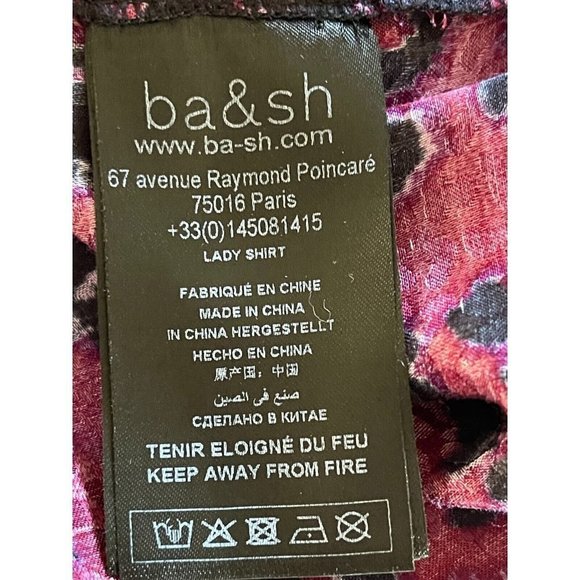 ba&sh
www.ba-sh.com
67 avenue Raymond Poincaré
75016 Paris
+33(0)145081415
LADY SHIRT
FABRIQUÉ EN CHINE
MADE IN CHINA
IN CHINA HERGESTELLT
HECHO EN CHINA
原产国：中国
صنع في الصين
СДЕЛАНО В КИТАЕ
TENIR ELOIGNÉ DU FEU
KEEP AWAY FROM FIRE